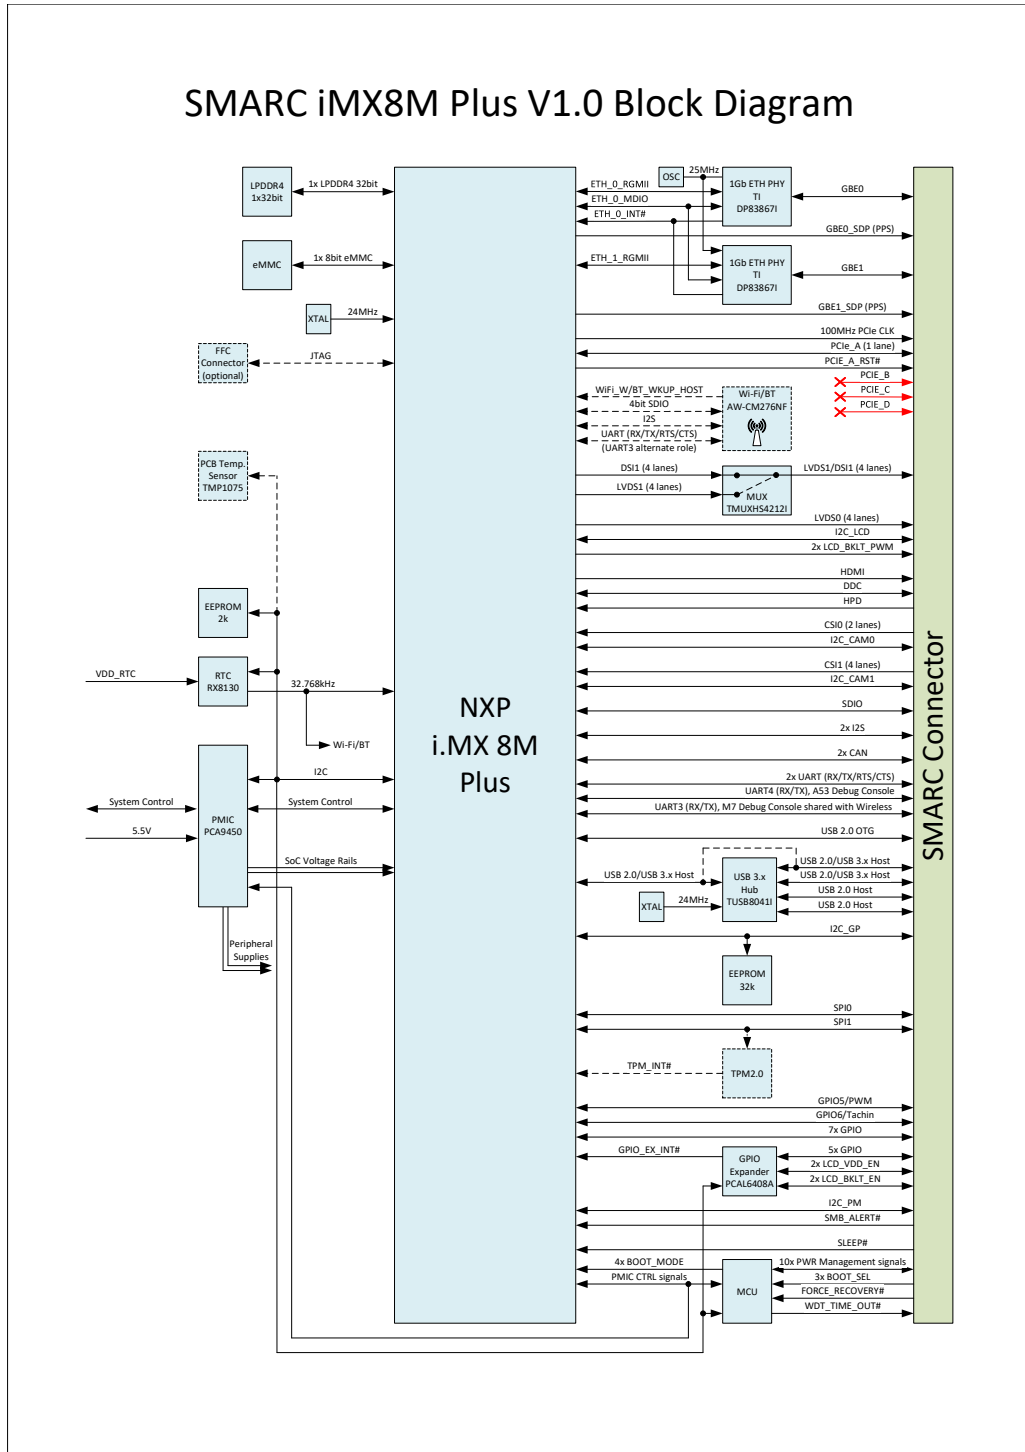 SMARC iMX8M Plus V1.0 Block Diagram
LPDDR4
1x32bit
1x LPDDR4 32bit
eMMC
1x 8bit eMMC
XTAL
24MHz
FFC
Connector
(optional)
JTAG
PCB Temp.
Sensor
TMP1075
EEPROM
2k
VDD_RTC
RTC
RX8130
32.768kHz
Wi-Fi/BT
I2C
System Control
PMIC
PCA9450
System Control
5.5V
SoC Voltage Rails
Peripheral
Supplies
NXP
i.MX 8M
Plus
OSC
25MHz
ETH_0_RGMII
ETH_0_MDIO
ETH_0_INT#
1Gb ETH PHY
TI
DP83867I
GBE0
GBE0_SDP (PPS)
ETH_1_RGMII
1Gb ETH PHY
TI
DP83867I
GBE1
GBE1_SDP (PPS)
100MHz PCIe CLK
PCIe_A (1 lane)
PCIE_A_RST#
PCIE_B
PCIE_C
PCIE_D
WiFi_W/BT_WKUP_HOST
4bit SDIO
I2S
UART (RX/TX/RTS/CTS)
(UART3 alternate role)
Wi-Fi/BT
AW-CM276NF
DSI1 (4 lanes)
LVDS1 (4 lanes)
MUX
TMUXHS4212I
LVDS1/DSI1 (4 lanes)
LVDS0 (4 lanes)
I2C_LCD
2x LCD_BKLT_PWM
HDMI
DDC
HPD
CSI0 (2 lanes)
I2C_CAM0
CSI1 (4 lanes)
I2C_CAM1
SDIO
2x I2S
2x CAN
2x UART (RX/TX/RTS/CTS)
UART4 (RX/TX), A53 Debug Console
UART3 (RX/TX), M7 Debug Console shared with Wireless
USB 2.0 OTG
USB 2.0/USB 3.x Host
XTAL
24MHz
USB 3.x
Hub
TUSB8041I
USB 2.0/USB 3.x Host
USB 2.0/USB 3.x Host
USB 2.0 Host
USB 2.0 Host
I2C_GP
EEPROM
32k
SPI0
SPI1
TPM_INT#
TPM2.0
GPIO5/PWM
GPIO6/Tachin
7x GPIO
GPIO_EX_INT#
GPIO
Expander
PCAL6408A
5x GPIO
2x LCD_VDD_EN
2x LCD_BKLT_EN
I2C_PM
SMB_ALERT#
SLEEP#
4x BOOT_MODE
PMIC CTRL signals
MCU
10x PWR Management signals
3x BOOT_SEL
FORCE_RECOVERY#
WDT_TIME_OUT#
SMARC Connector